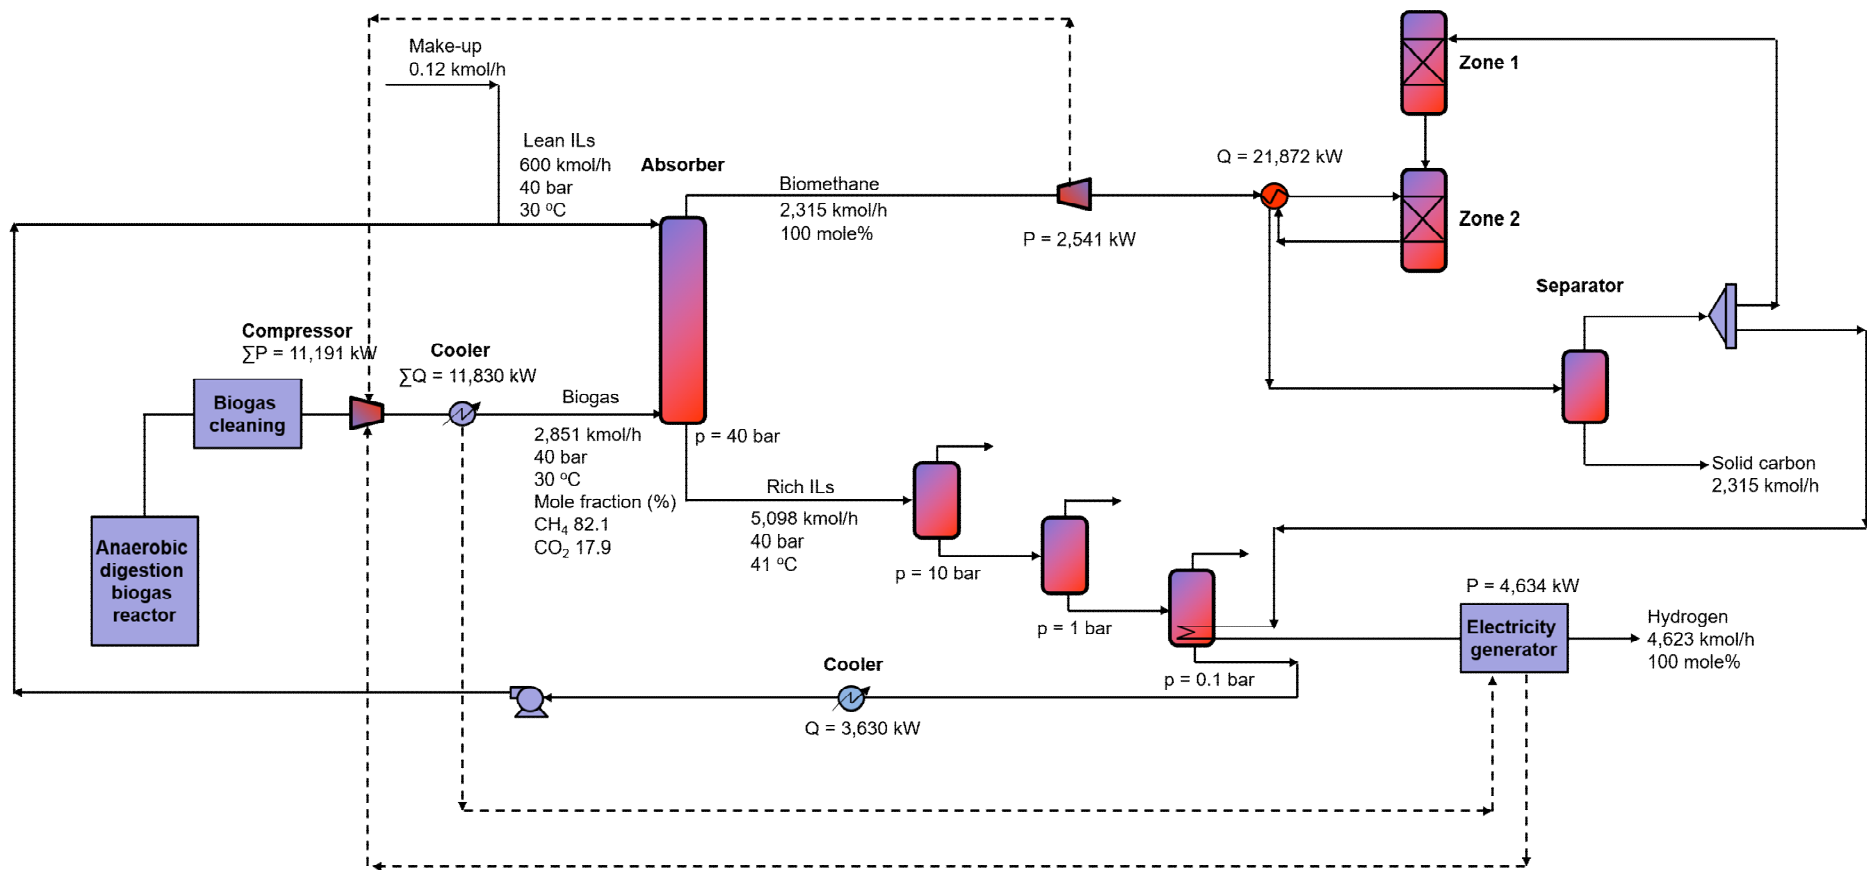 Make-up
0.12 kmol/h
Lean ILs
600 kmol/h
40 bar
30 ºC
Absorber
Biomethane
2,315 kmol/h
100 mole%
P = 2,541 kW
Q = 21,872 kW
Zone 1
Zone 2
Separator
Solid carbon
2,315 kmol/h
Compressor
∑P = 11,191 kW
Cooler
∑Q = 11,830 kW
Biogas
cleaning
Biogas
2,851 kmol/h
40 bar
30 ºC
Mole fraction (%)
CH₄ 82.1
CO₂ 17.9
p = 40 bar
Rich ILs
5,098 kmol/h
40 bar
41 ºC
p = 10 bar
p = 1 bar
p = 0.1 bar
Anaerobic
digestion
biogas
reactor
P = 4,634 kW
Electricity
generator
Hydrogen
4,623 kmol/h
100 mole%
Cooler
Q = 3,630 kW